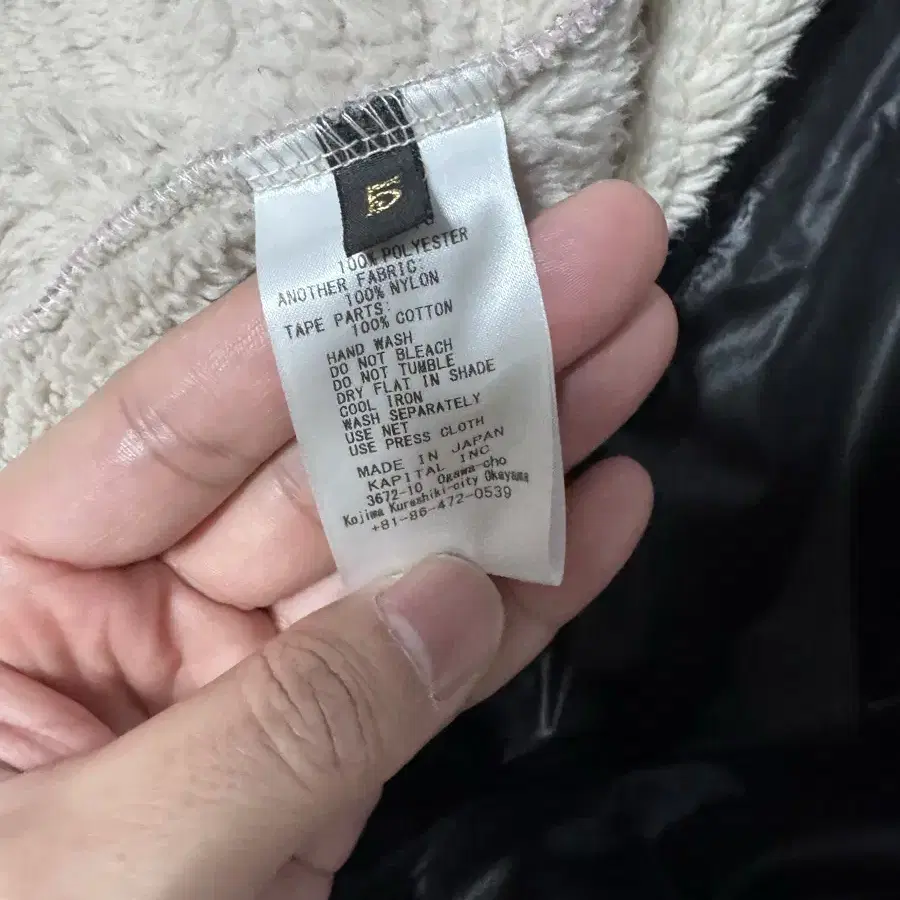 5
100% POLYESTER
ANOTHER FABRIC:
100% NYLON
TAPE PARTS:
100% COTTON
HAND WASH
DO NOT BLEACH
DO NOT TUMBLE
DRY FLAT IN SHADE
COOL IRON
WASH SEPARATELY
USE NET
USE PRESS CLOTH
MADE IN JAPAN
KAPITAL INC
3672-10 Ogawa-cho
Kojima Kurashiki-city Okayama
+81-86-472-0539